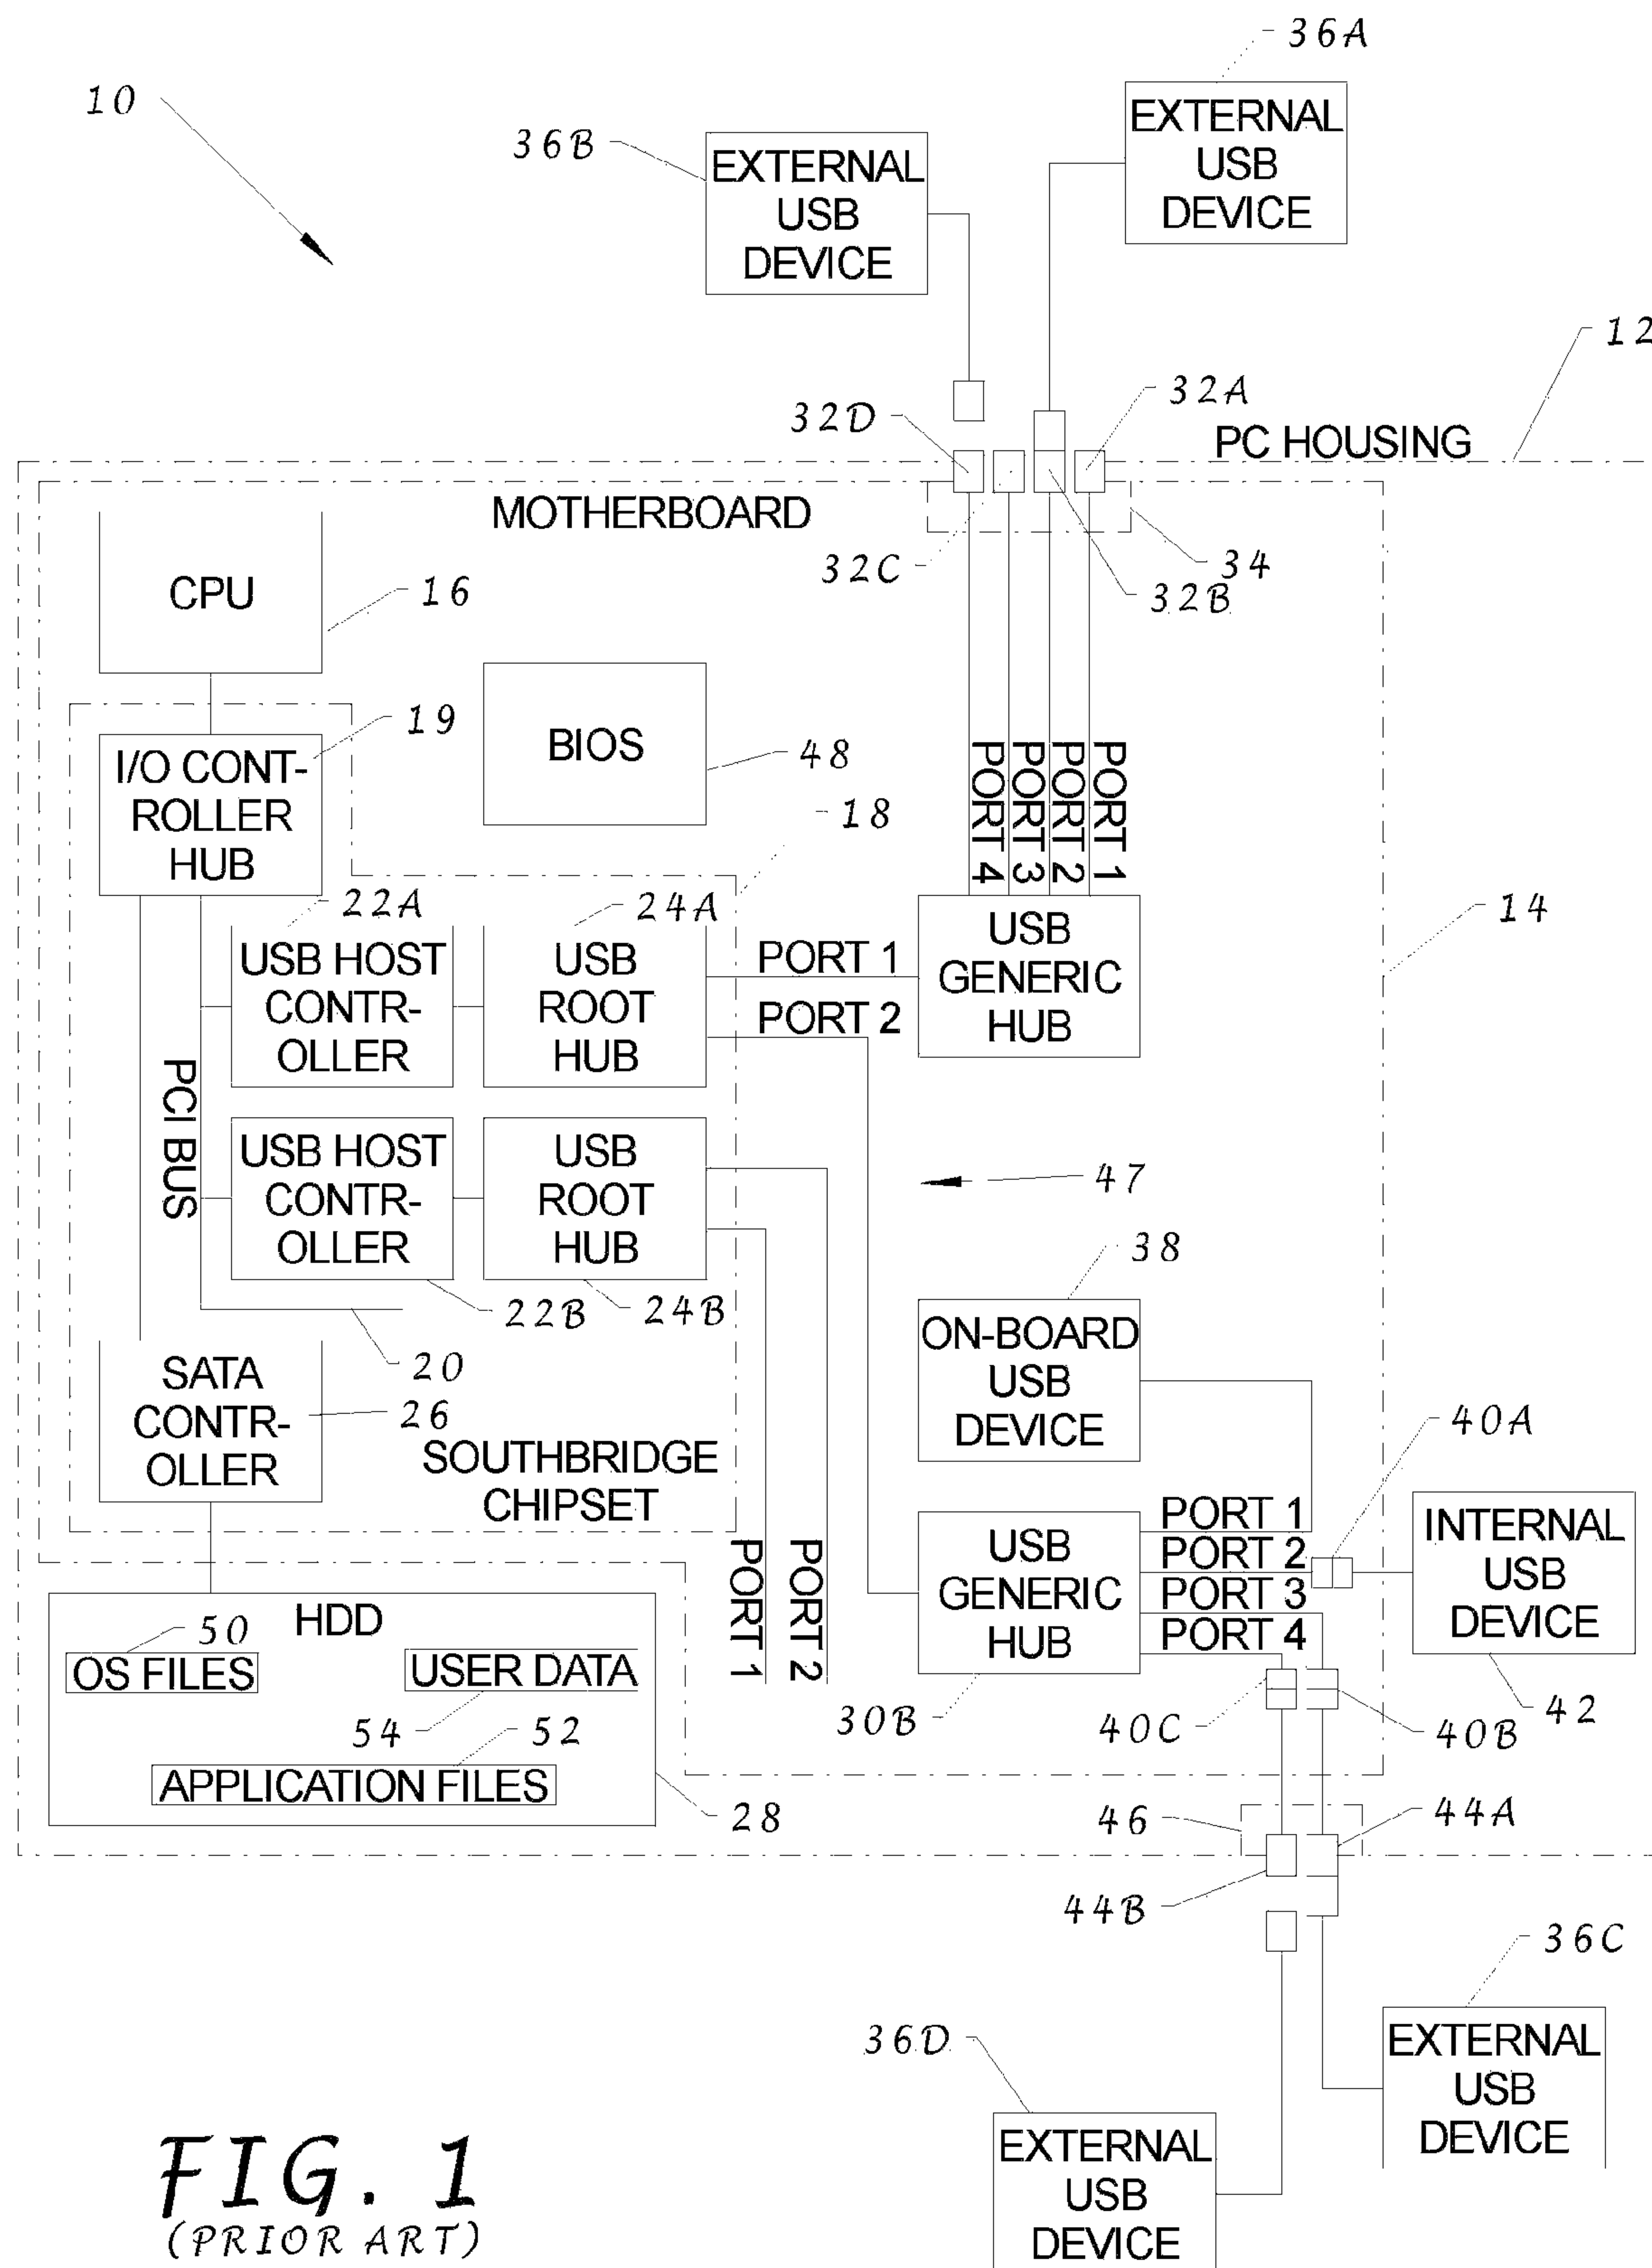 36A
10
EXTERNAL
USB
DEVICE
36B
EXTERNAL
USB
DEVICE
12
32A
32D
PC HOUSING
MOTHERBOARD
32C
34
32B
CPU
16
19
I/O CONT-
ROLLER
HUB
BIOS
48
18
PORT 4
PORT 3
PORT 2
PORT 1
22A
24A
14
USB HOST
CONTR-
OLLER
USB
ROOT
HUB
PORT 1
PORT 2
USB
GENERIC
HUB
PCI BUS
USB HOST
CONTR-
OLLER
USB
ROOT
HUB
47
22B
24B
38
20
ON-BOARD
USB
DEVICE
SATA
CONTR-
OLLER
26
40A
SOUTHBRIDGE
CHIPSET
PORT 1
PORT 2
USB
GENERIC
HUB
PORT 1
PORT 2
PORT 3
PORT 4
INTERNAL
USB
DEVICE
HDD
50
OS FILES
USER DATA
54
52
30B
40C
40B
42
APPLICATION FILES
28
46
44A
44B
36C
36D
EXTERNAL
USB
DEVICE
EXTERNAL
USB
DEVICE
FIG. 1
(PRIOR ART)